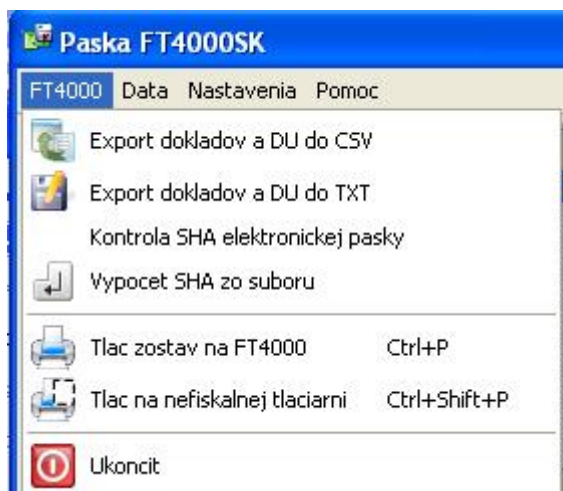 Paska FT4000SK
FT4000 Data Nastavenia Pomoc
Export dokladov a DU do CSV
Export dokladov a DU do TXT
Kontrola SHA elektronickej pasky
Vypocet SHA zo suboru
Tlac zostav na FT4000 Ctrl+P
Tlac na nefiskalnej tlaciarni Ctrl+Shift+P
Ukoncit